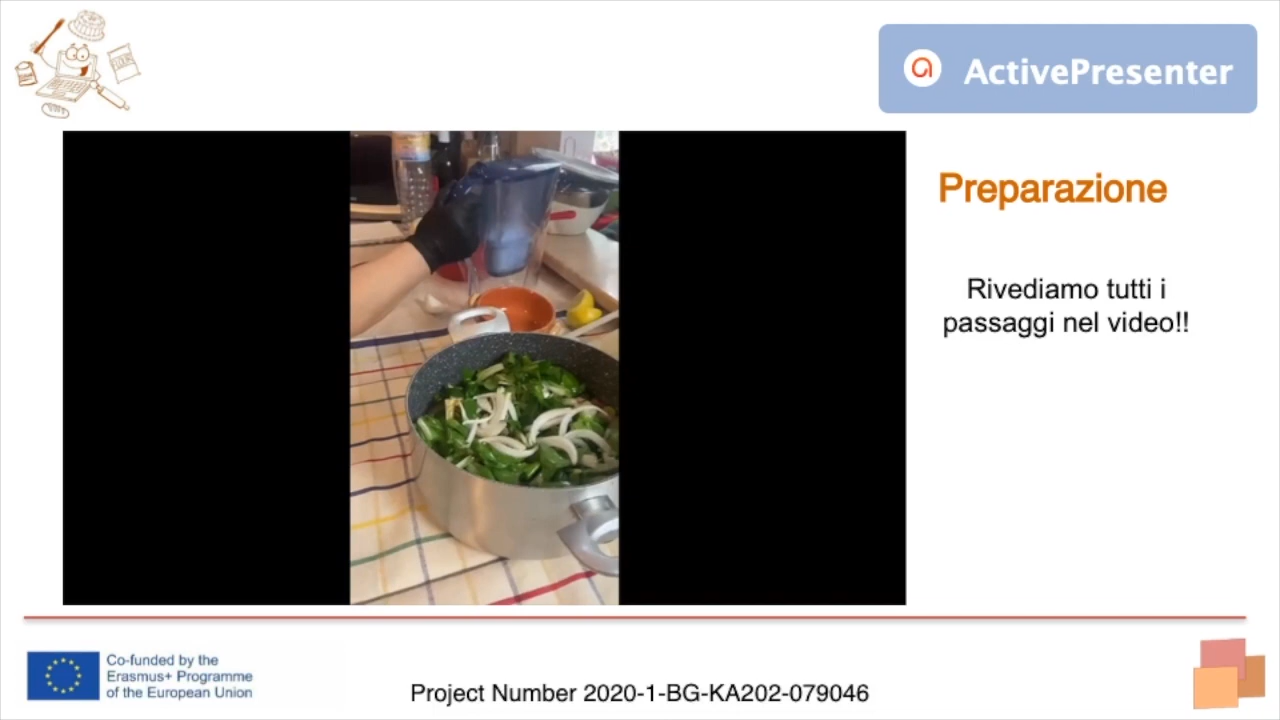 ActivePresenter
Preparazione
Rivediamo tutti i
passaggi nel video!!
Co-funded by the
Erasmus+ Programme
of the European Union
Project Number 2020-1-BG-KA202-079046